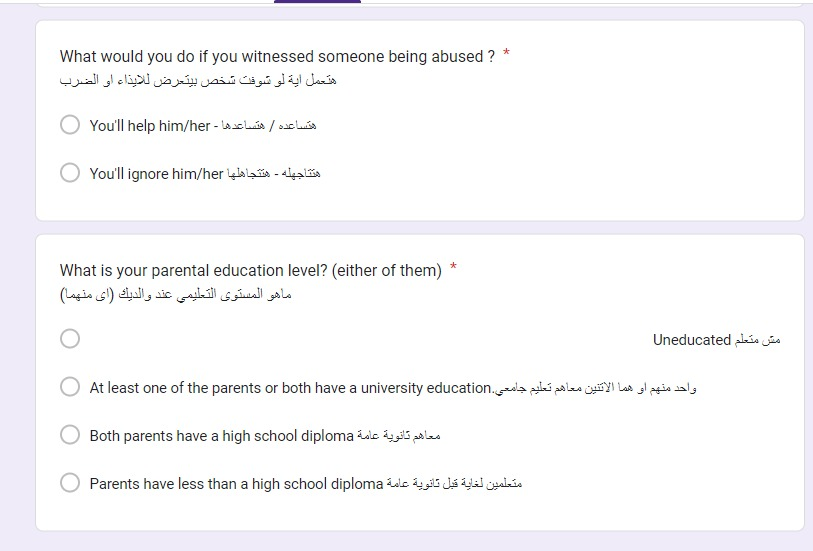 What would you do if you witnessed someone being abused ? *
هتعمل اية لو شوفت شخص بيتعرض للايذاء او الضرب
You'll help him/her - هتساعده / هتساعدها
You'll ignore him/her هتتجاهله - هتتجاهلها
What is your parental education level? (either of them) *
ماهو المستوى التعليمي عند والديك (اى منهما)
Uneducated مش متعلم
At least one of the parents or both have a university education.واحد منهم او هما الاتنين معاهم تعليم جامعي
Both parents have a high school diploma معاهم ثانوية عامة
Parents have less than a high school diploma متعلمين لغاية قبل ثانوية عامة